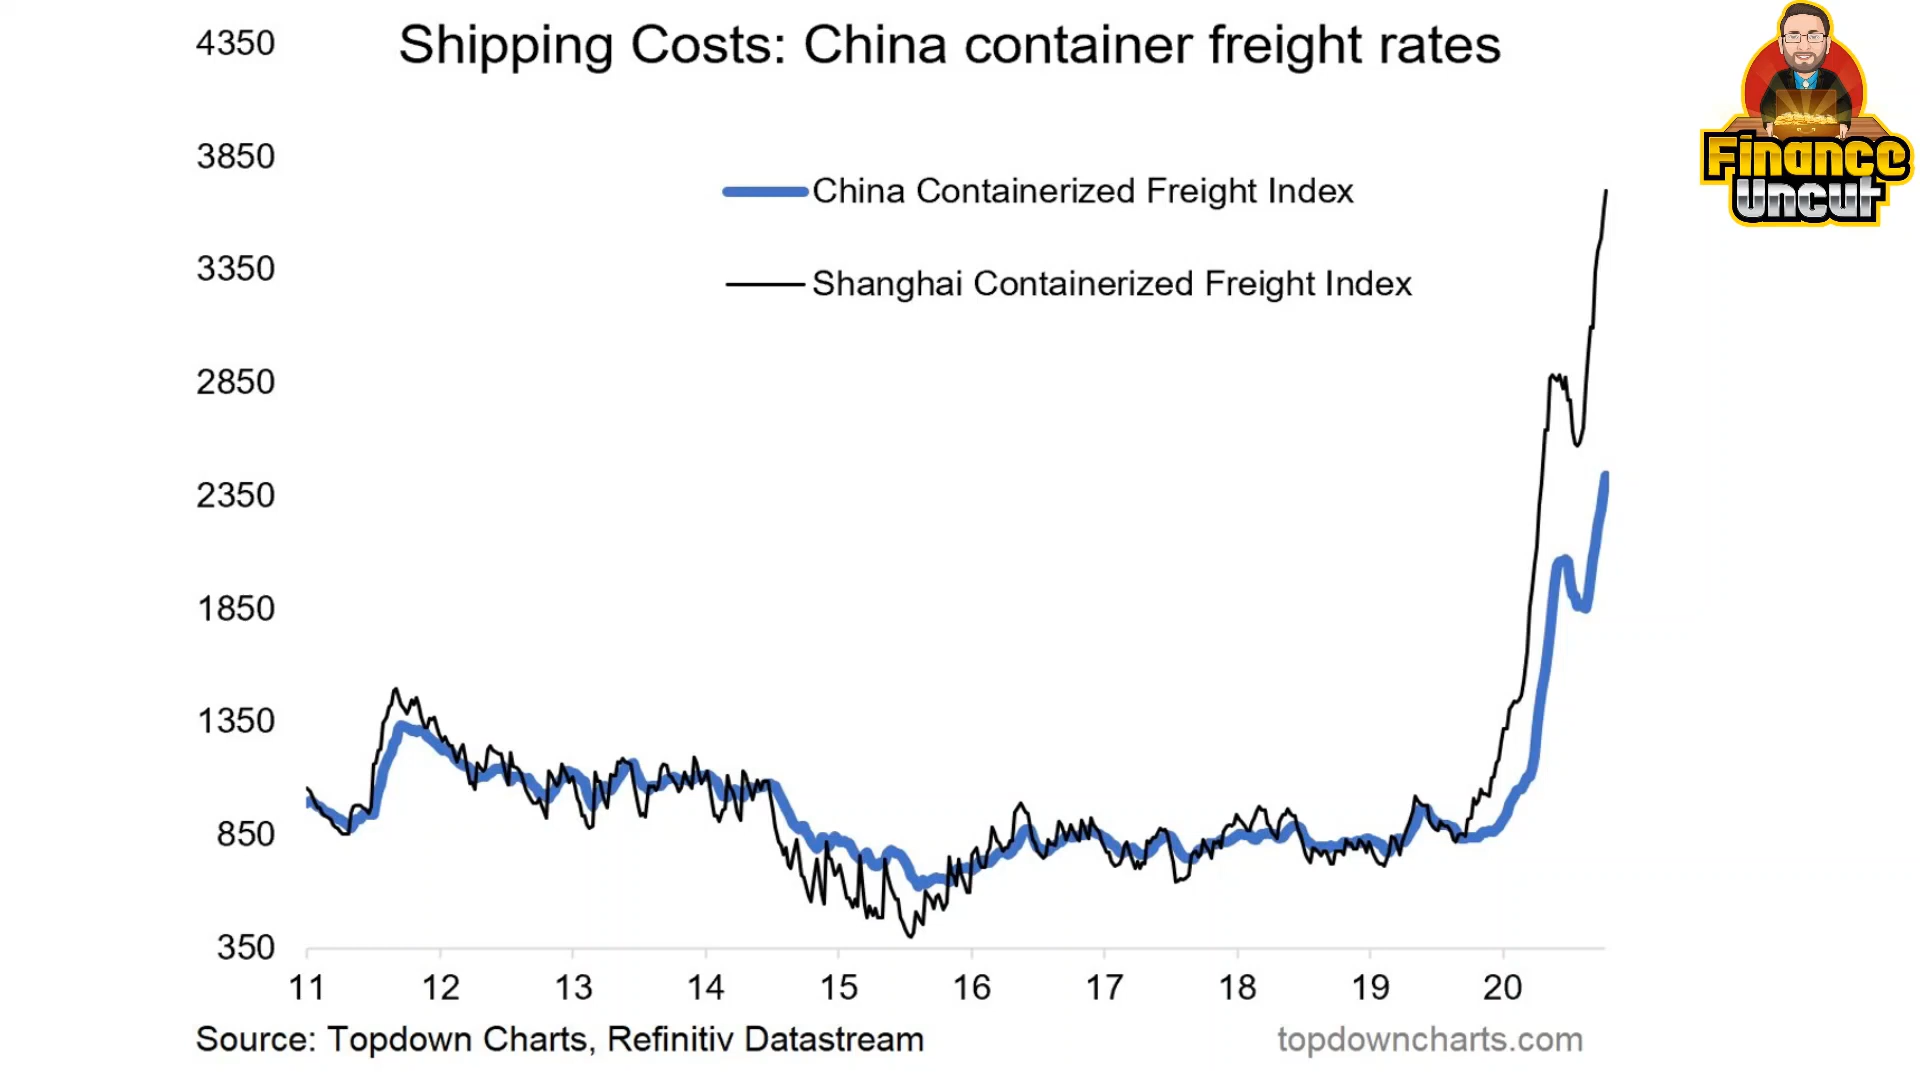 Shipping Costs: China container freight rates
Finance
Uncut
China Containerized Freight Index
Shanghai Containerized Freight Index
4350
3850
3350
2850
2350
1850
1350
850
350
11 12 13 14 15 16 17 18 19 20
Source: Topdown Charts, Refinitiv Datastream
topdowncharts.com